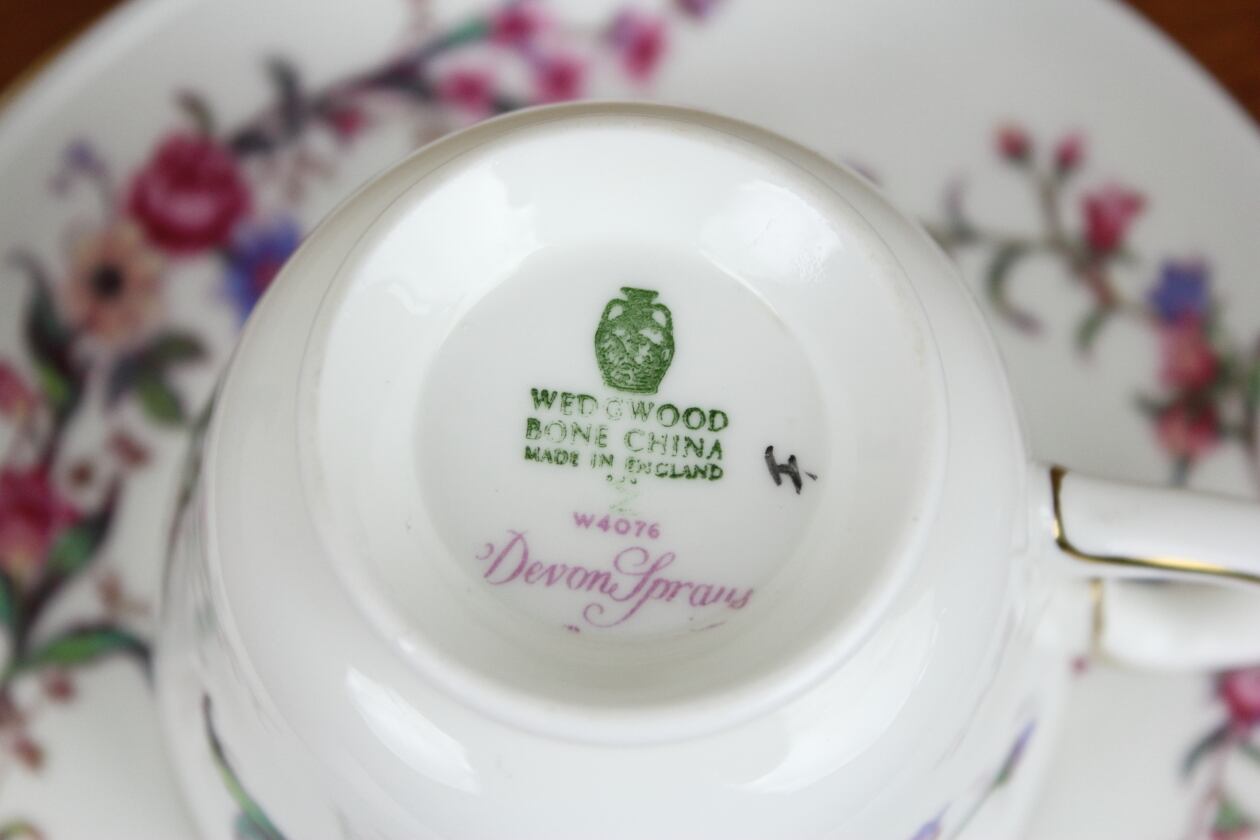 WEDGWOOD
BONE CHINA
MADE IN ENGLAND
H.
W4076
Devon Sprays